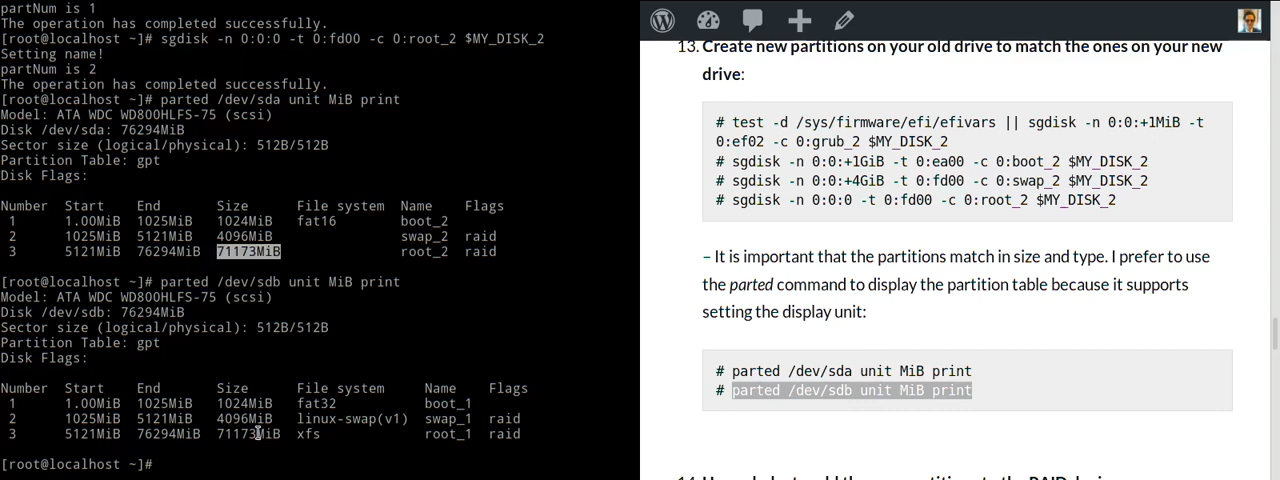 partNum is 1
The operation has completed successfully.
[root@localhost ~]# sgdisk -n 0:0:0 -t 0:fd00 -c 0:root_2 $MY_DISK_2
Setting name!
partNum is 2
The operation has completed successfully.
[root@localhost ~]# parted /dev/sda unit MiB print
Model: ATA WDC WD800HLFS-75 (scsi)
Disk /dev/sda: 76294MiB
Sector size (logical/physical): 512B/512B
Partition Table: gpt
Disk Flags:
Number Start End Size File system Name Flags
1 1.00MiB 1025MiB 1024MiB fat16 boot_2
2 1025MiB 5121MiB 4096MiB swap_2 raid
3 5121MiB 76294MiB 71173MiB root_2 raid
[root@localhost ~]# parted /dev/sdb unit MiB print
Model: ATA WDC WD800HLFS-75 (scsi)
Disk /dev/sdb: 76294MiB
Sector size (logical/physical): 512B/512B
Partition Table: gpt
Disk Flags:
Number Start End Size File system Name Flags
1 1.00MiB 1025MiB 1024MiB fat32 boot_1
2 1025MiB 5121MiB 4096MiB linux-swap(v1) swap_1 raid
3 5121MiB 76294MiB 71173MiB xfs root_1 raid
[root@localhost ~]#
13. Create new partitions on your old drive to match the ones on your new
drive:
# test -d /sys/firmware/efi/efivars || sgdisk -n 0:0:+1MiB -t
0:ef02 -c 0:grub_2 $MY_DISK_2
# sgdisk -n 0:0:+1GiB -t 0:ea00 -c 0:boot_2 $MY_DISK_2
# sgdisk -n 0:0:+4GiB -t 0:fd00 -c 0:swap_2 $MY_DISK_2
# sgdisk -n 0:0:0 -t 0:fd00 -c 0:root_2 $MY_DISK_2
– It is important that the partitions match in size and type. I prefer to use
the parted command to display the partition table because it supports
setting the display unit:
# parted /dev/sda unit MiB print
# parted /dev/sdb unit MiB print